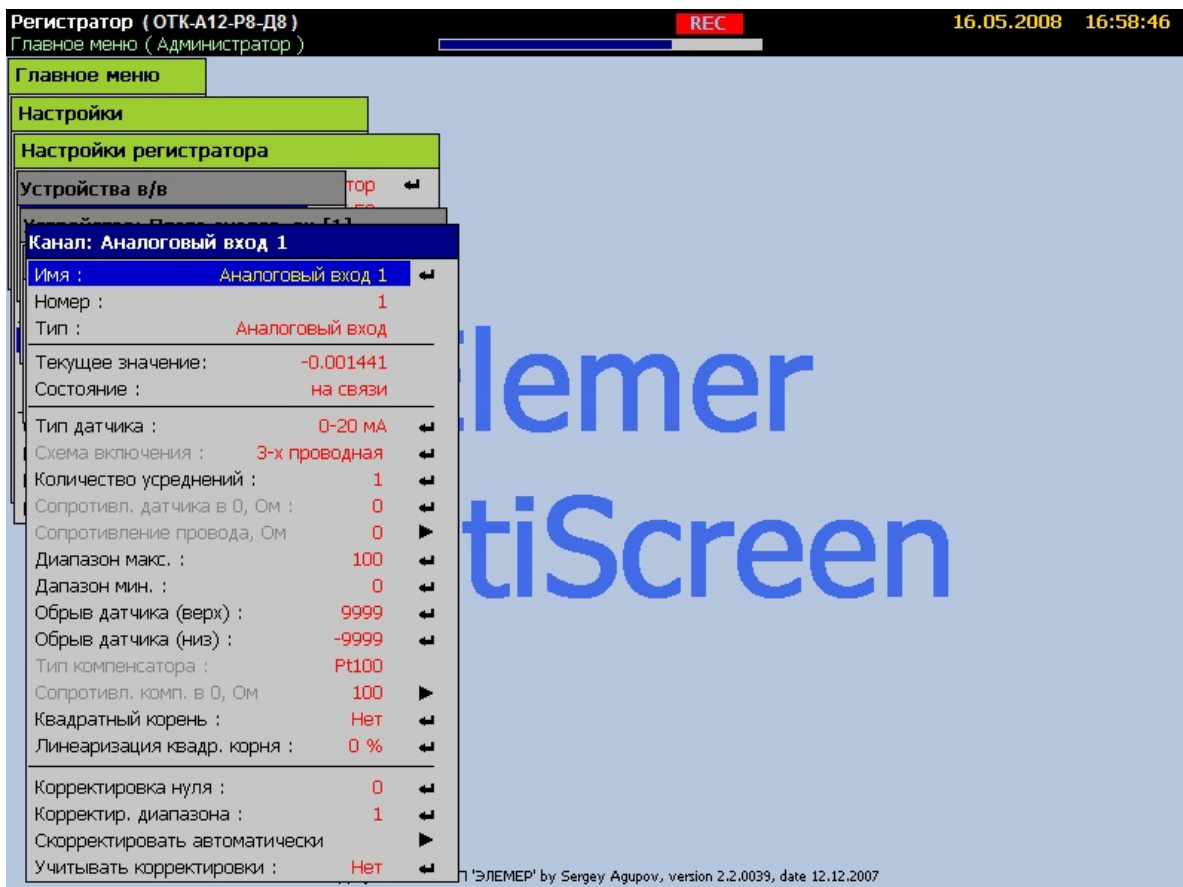 Регистратор ( ОТК-А12-Р8-Д8 )
REC
16.05.2008 16:58:46
Главное меню ( Администратор )
Главное меню
Настройки
Настройки регистратора
Устройства в/в
Канал: Аналоговый вход 1
Имя : Аналоговый вход 1
Номер : 1
Тип : Аналоговый вход
Текущее значение: -0.001441
Состояние : на связи
Тип датчика : 0-20 мА
Схема включения : 3-х проводная
Количество усреднений : 1
Сопротивл. датчика в 0, Ом : 0
Сопротивление провода, Ом 0
Диапазон макс. : 100
Дапазон мин. : 0
Обрыв датчика (верх) : 9999
Обрыв датчика (низ) : -9999
Тип компенсатора : Pt100
Сопротивл. комп. в 0, Ом 100
Квадратный корень : Нет
Линеаризация квадр. корня : 0 %
Корректировка нуля : 0
Корректир. диапазона : 1
Скорректировать автоматически
Учитывать корректировки : Нет
lemer
tiScreen
'ЭЛЕМЕР' by Sergey Agupov, version 2.2.0039, date 12.12.2007